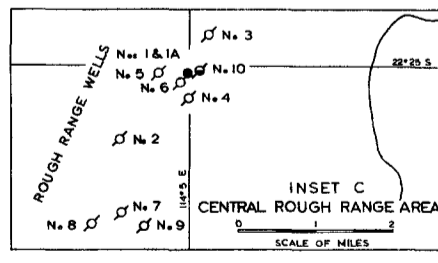 No 3
Nos 1 & 1A
22°25 S
No 5
No 10
No 6
No 4
ROUGH RANGE WELLS
No 2
114°5 E
INSET C
CENTRAL ROUGH RANGE AREA
No 7
No 8
No 9
0 1 2
SCALE OF MILES